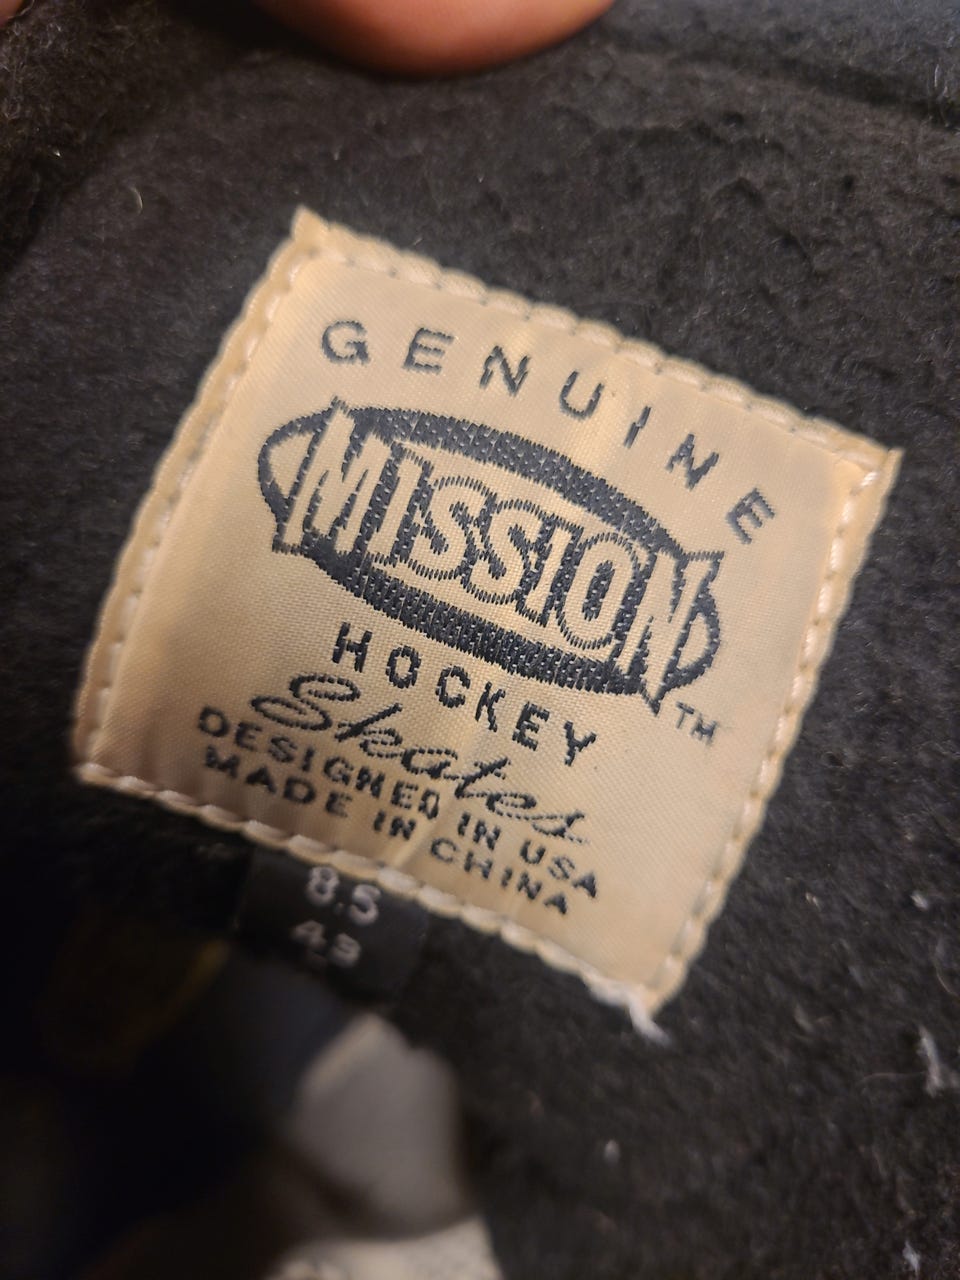 GENUINE
MISSION
TM
HOCKEY
Skates
DESIGNED IN USA
MADE IN CHINA
8.5
43